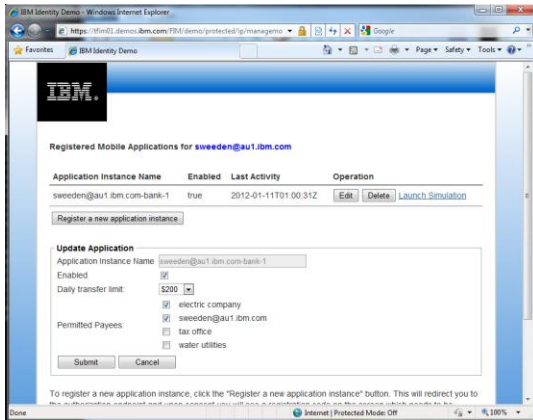 IBM Identity Demo - Windows Internet Explorer
https://tfim01.demos.ibm.com/FIM/demo/protected/ig/managemo
Google
Favorites IBM Identity Demo Page Safety Tools
IBM.
Registered Mobile Applications for sweeden@au1.ibm.com
Application Instance Name Enabled Last Activity Operation
sweeden@au1.ibm.com-bank-1 true 2012-01-11T01:00:31Z Edit Delete Launch Simulation
Register a new application instance
Update Application
Application Instance Name sweeden@au1.ibm.com-bank-1
Enabled
Daily transfer limit: $200
Permitted Payees:
electric company
sweeden@au1.ibm.com
tax office
water utilities
Submit Cancel
To register a new application instance, click the "Register a new application instance" button. This will redirect you to
Done Internet | Protected Mode: Off 100%